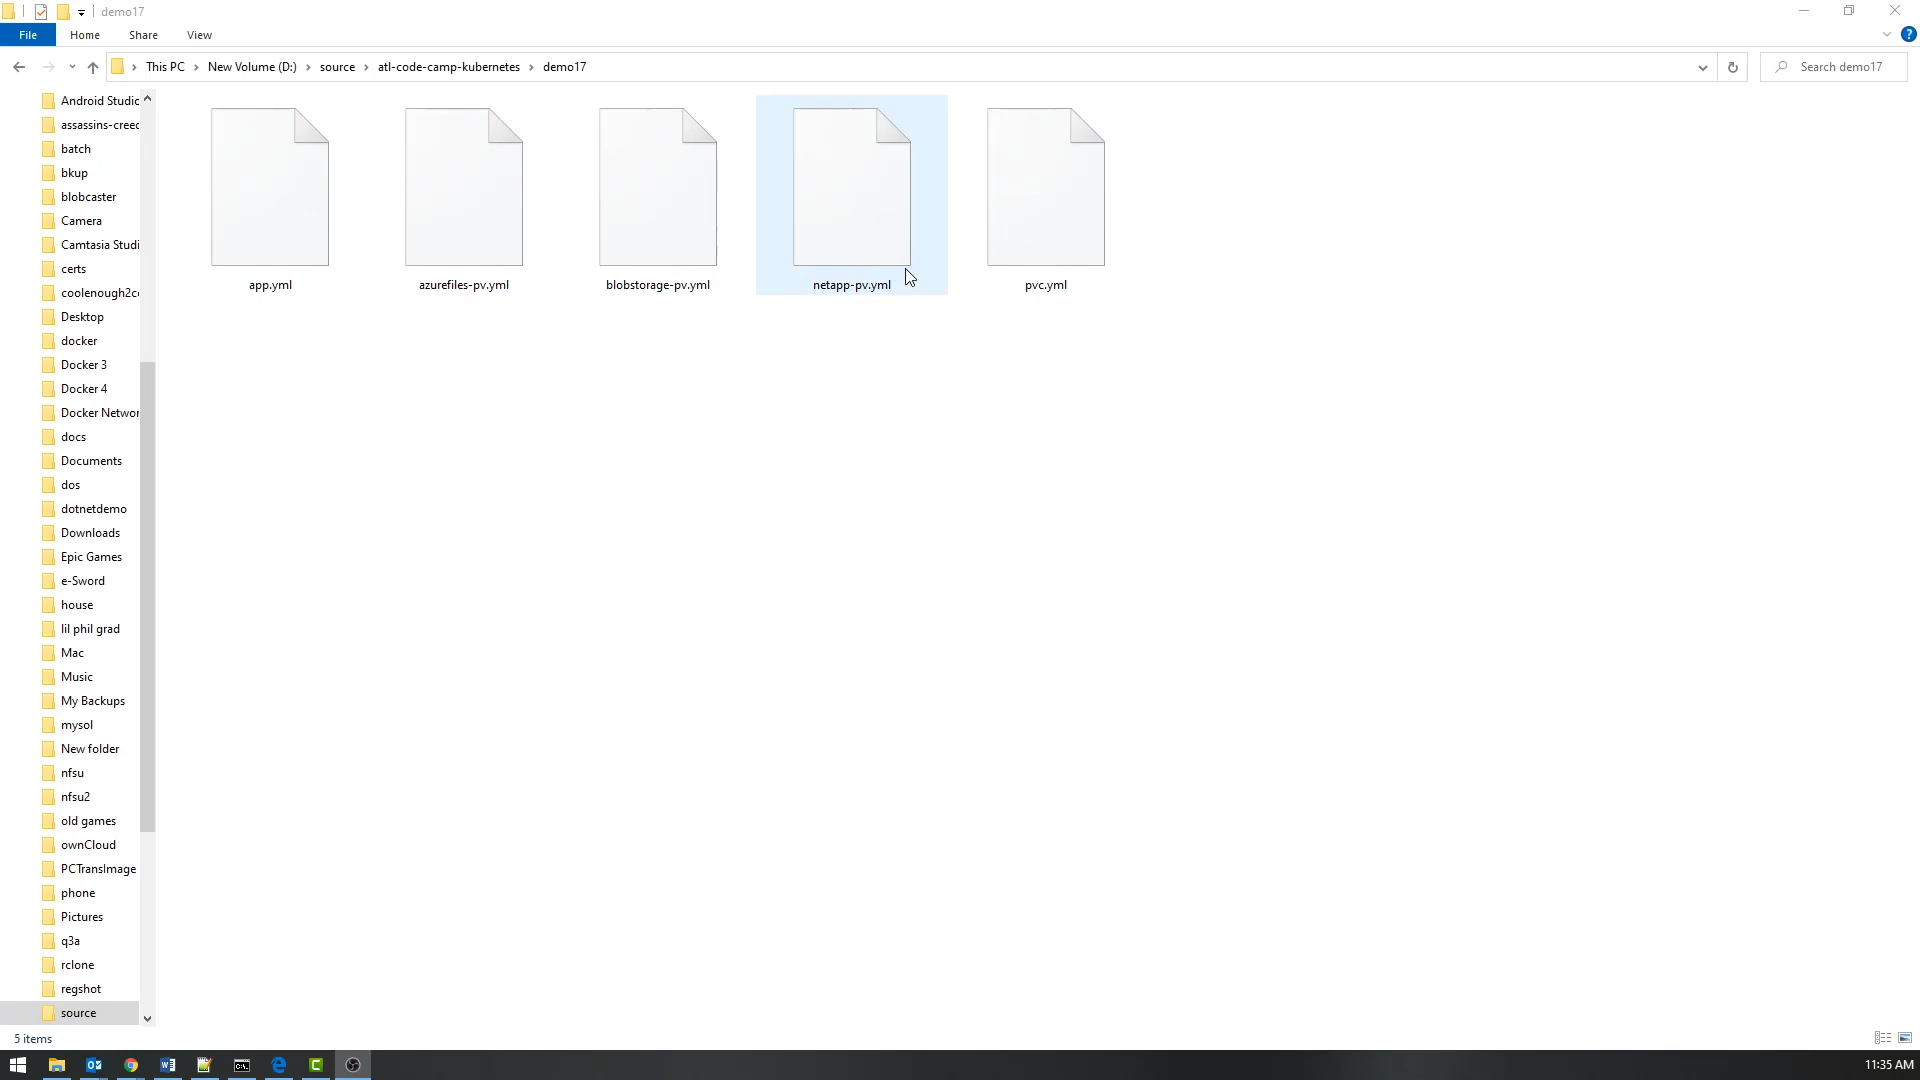 demo17
File
Home
Share
View
This PC
New Volume (D:)
source
atl-code-camp-kubernetes
demo17
Search demo17
Android Studio
assassins-creed
batch
bkup
blobcaster
Camera
Camtasia Studi
certs
coolenough2c
Desktop
docker
Docker 3
Docker 4
Docker Networ
docs
Documents
dos
dotnetdemo
Downloads
Epic Games
e-Sword
house
lil phil grad
Mac
Music
My Backups
mysol
New folder
nfsu
nfsu2
old games
ownCloud
PCTransImage
phone
Pictures
q3a
rclone
regshot
source
app.yml
azurefiles-pv.yml
blobstorage-pv.yml
netapp-pv.yml
pvc.yml
5 items
11:35 AM